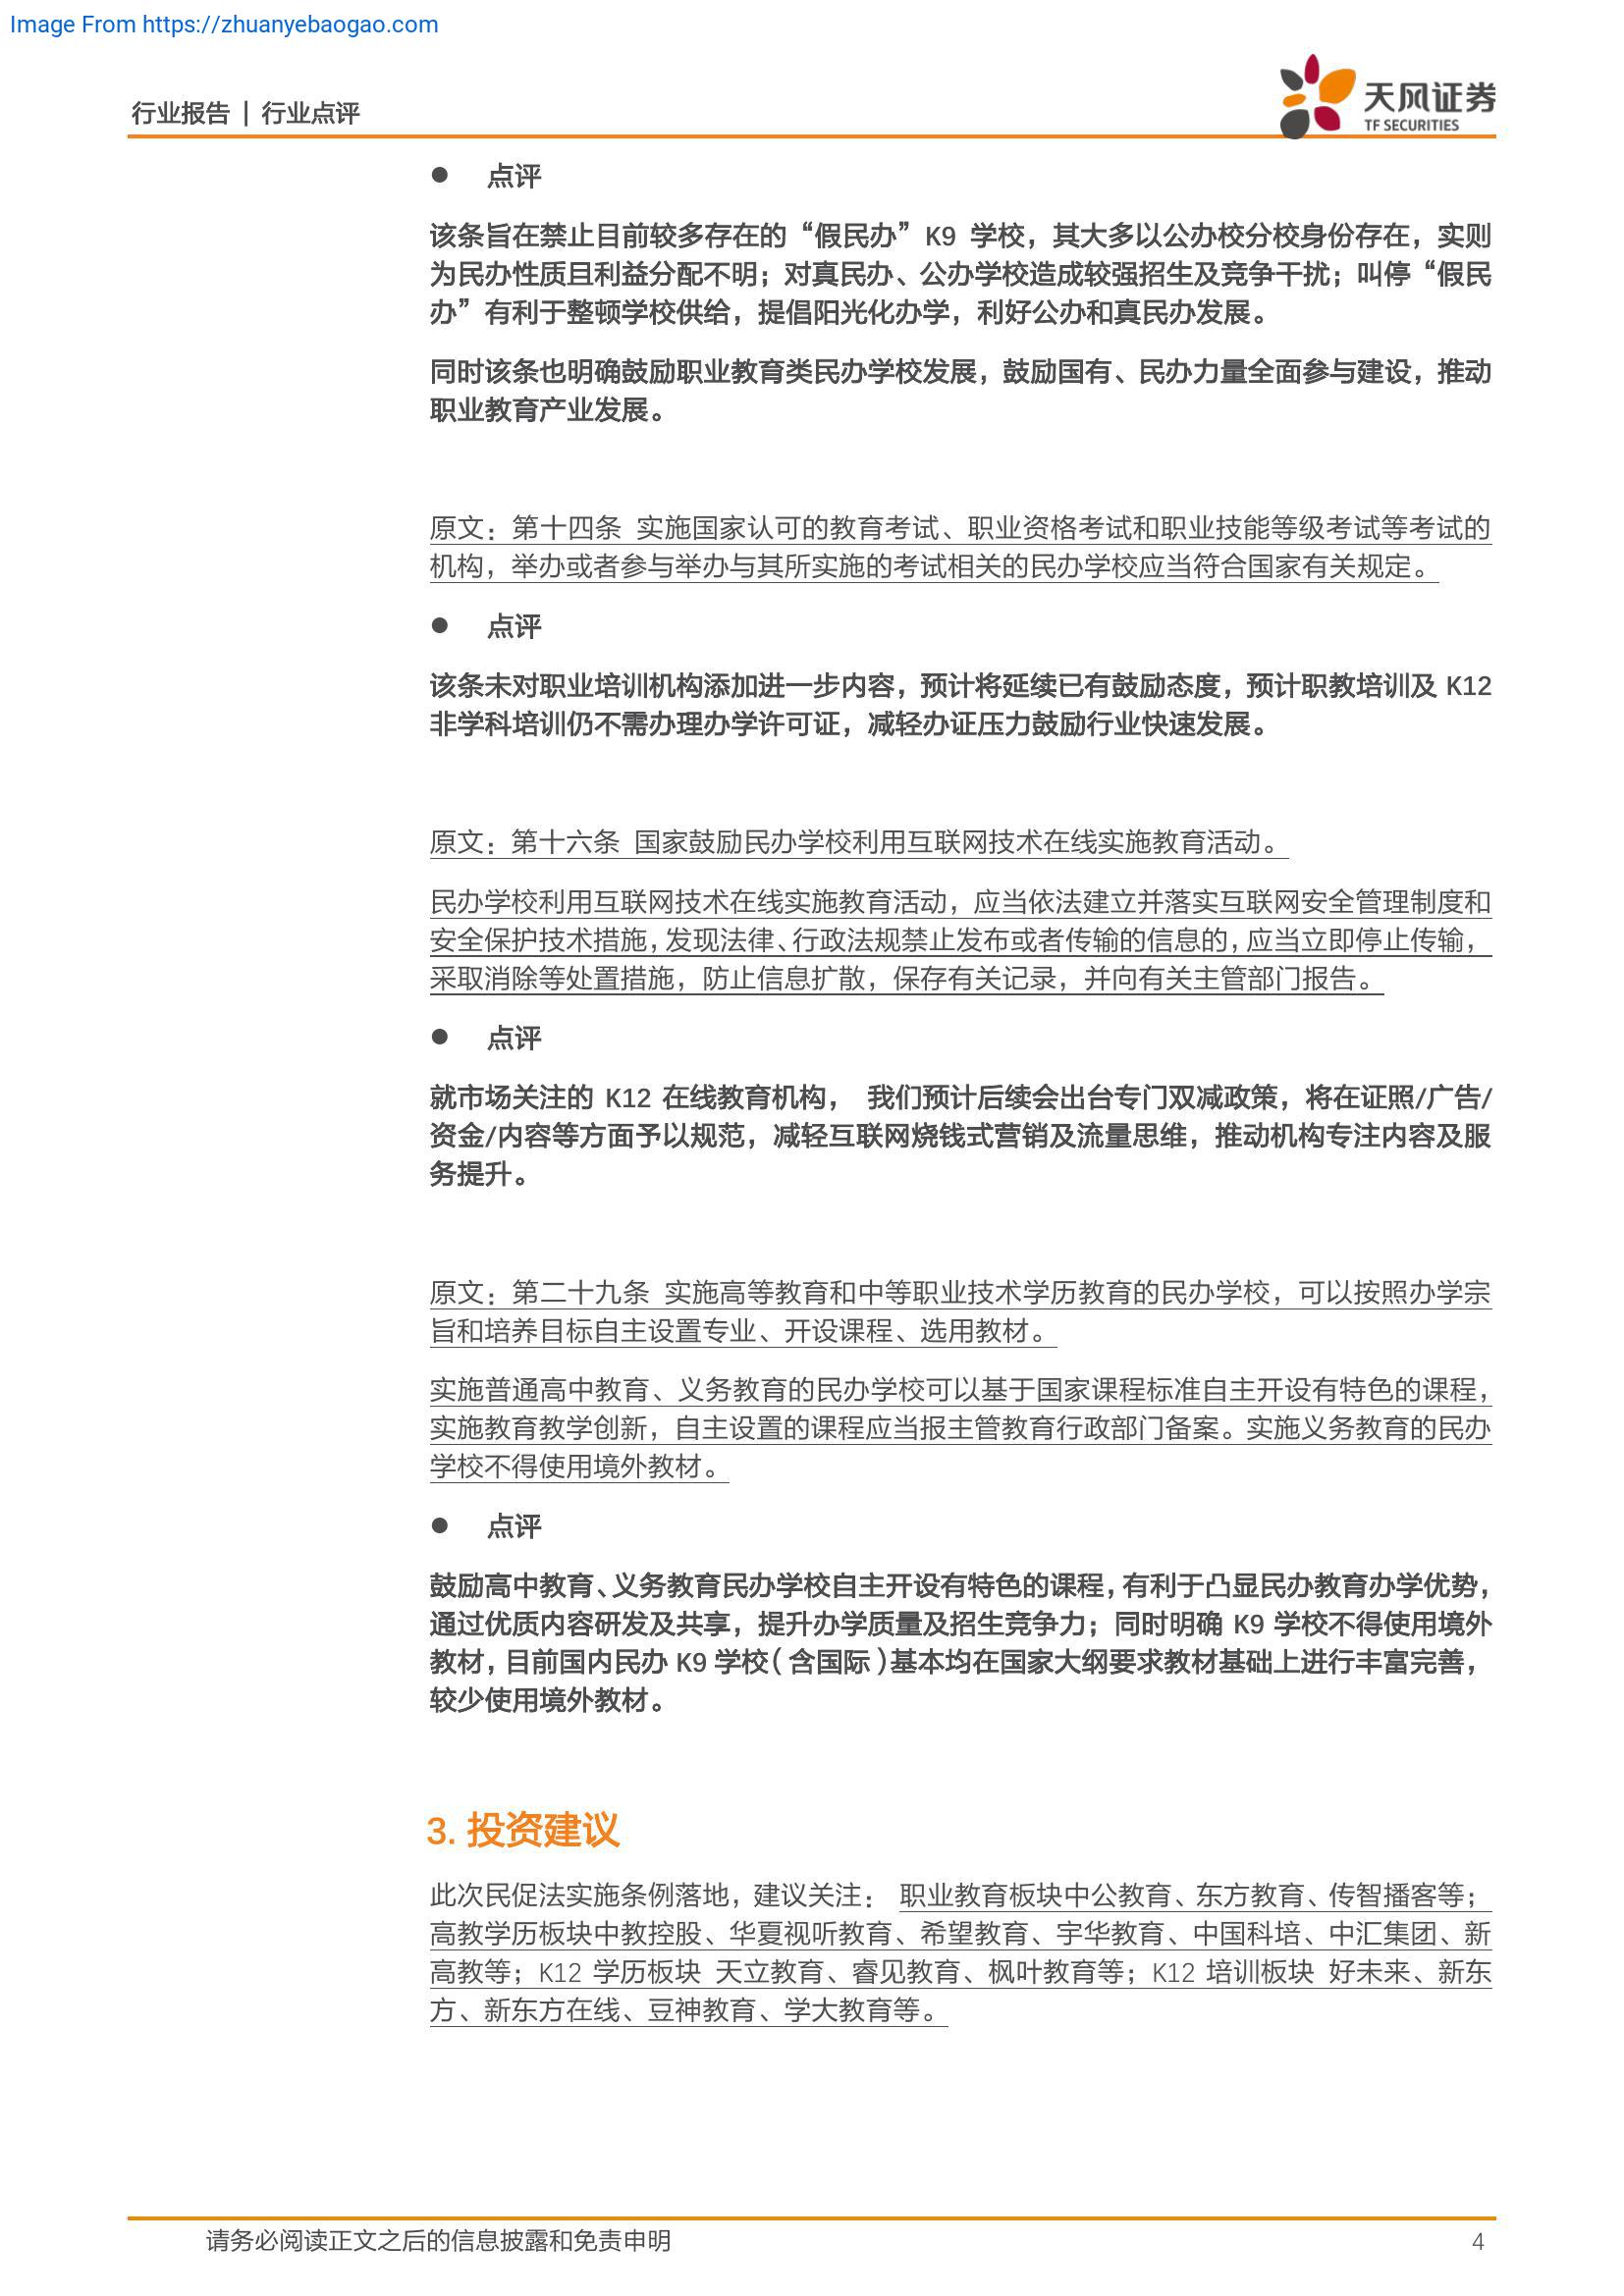 Image From https://zhuanyebaogao.com
行业报告 | 行业点评
天风证券
TF SECURITIES
● 点评
该条旨在禁止目前较多存在的“假民办”K9 学校，其大多以公办校分校身份存在，实则
为民办性质且利益分配不明；对真民办、公办学校造成较强招生及竞争干扰；叫停“假民
办”有利于整顿学校供给，提倡阳光化办学，利好公办和真民办发展。
同时该条也明确鼓励职业教育类民办学校发展，鼓励国有、民办力量全面参与建设，推动
职业教育产业发展。
原文：第十四条 实施国家认可的教育考试、职业资格考试和职业技能等级考试等考试的
机构，举办或者参与举办与其所实施的考试相关的民办学校应当符合国家有关规定。
● 点评
该条未对职业培训机构添加进一步内容，预计将延续已有鼓励态度，预计职教培训及 K12
非学科培训仍不需办理办学许可证，减轻办证压力鼓励行业快速发展。
原文：第十六条 国家鼓励民办学校利用互联网技术在线实施教育活动。
民办学校利用互联网技术在线实施教育活动，应当依法建立并落实互联网安全管理制度和
安全保护技术措施，发现法律、行政法规禁止发布或者传输的信息的，应当立即停止传输，
采取消除等处置措施，防止信息扩散，保存有关记录，并向有关主管部门报告。
● 点评
就市场关注的 K12 在线教育机构， 我们预计后续会出台专门双减政策，将在证照/广告/
资金/内容等方面予以规范，减轻互联网烧钱式营销及流量思维，推动机构专注内容及服
务提升。
原文：第二十九条 实施高等教育和中等职业技术学历教育的民办学校，可以按照办学宗
旨和培养目标自主设置专业、开设课程、选用教材。
实施普通高中教育、义务教育的民办学校可以基于国家课程标准自主开设有特色的课程，
实施教育教学创新，自主设置的课程应当报主管教育行政部门备案。实施义务教育的民办
学校不得使用境外教材。
● 点评
鼓励高中教育、义务教育民办学校自主开设有特色的课程，有利于凸显民办教育办学优势，
通过优质内容研发及共享，提升办学质量及招生竞争力；同时明确 K9 学校不得使用境外
教材，目前国内民办 K9 学校（含国际）基本均在国家大纲要求教材基础上进行丰富完善，
较少使用境外教材。
3. 投资建议
此次民促法实施条例落地，建议关注： 职业教育板块中公教育、东方教育、传智播客等；
高教学历板块中教控股、华夏视听教育、希望教育、宇华教育、中国科培、中汇集团、新
高教等；K12 学历板块 天立教育、睿见教育、枫叶教育等；K12 培训板块 好未来、新东
方、新东方在线、豆神教育、学大教育等。
请务必阅读正文之后的信息披露和免责申明
4